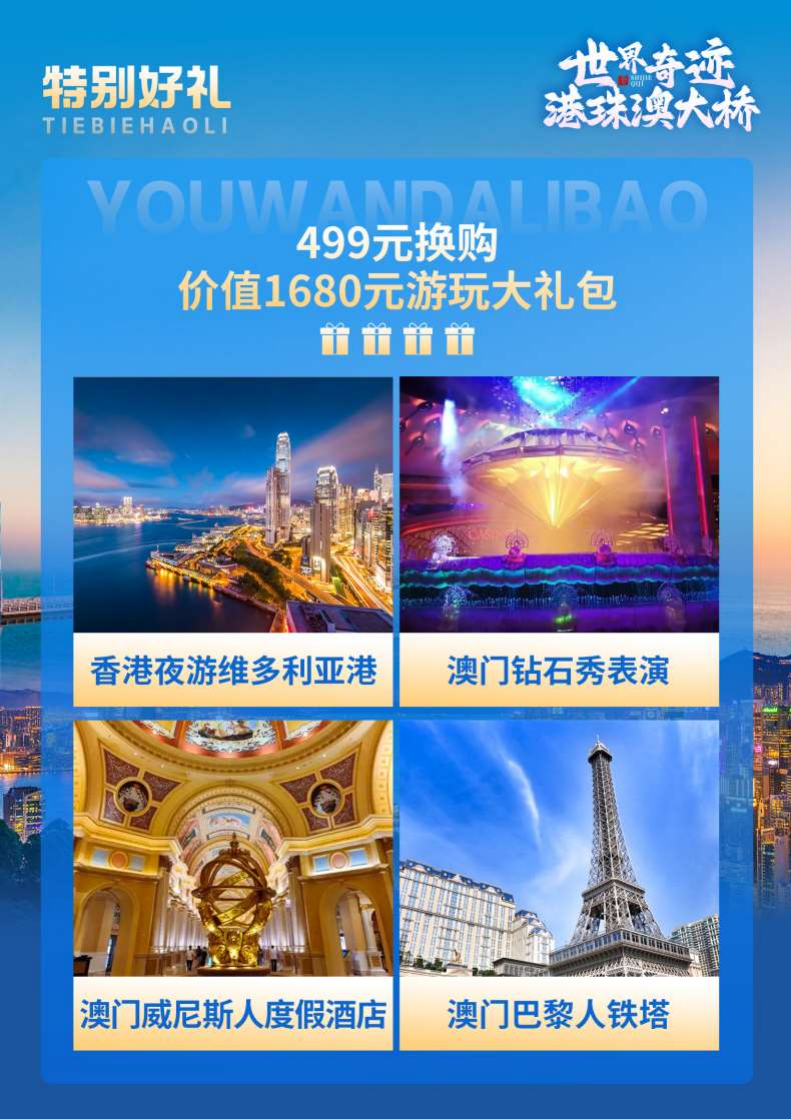 特别好礼
TIEBIEHAOLI
世界奇迹
SHIJIE
QIJI
港珠澳大桥
YOUWANDALIBAO
499元换购
价值1680元游玩大礼包
香港夜游维多利亚港
澳门钻石秀表演
澳门威尼斯人度假酒店
澳门巴黎人铁塔